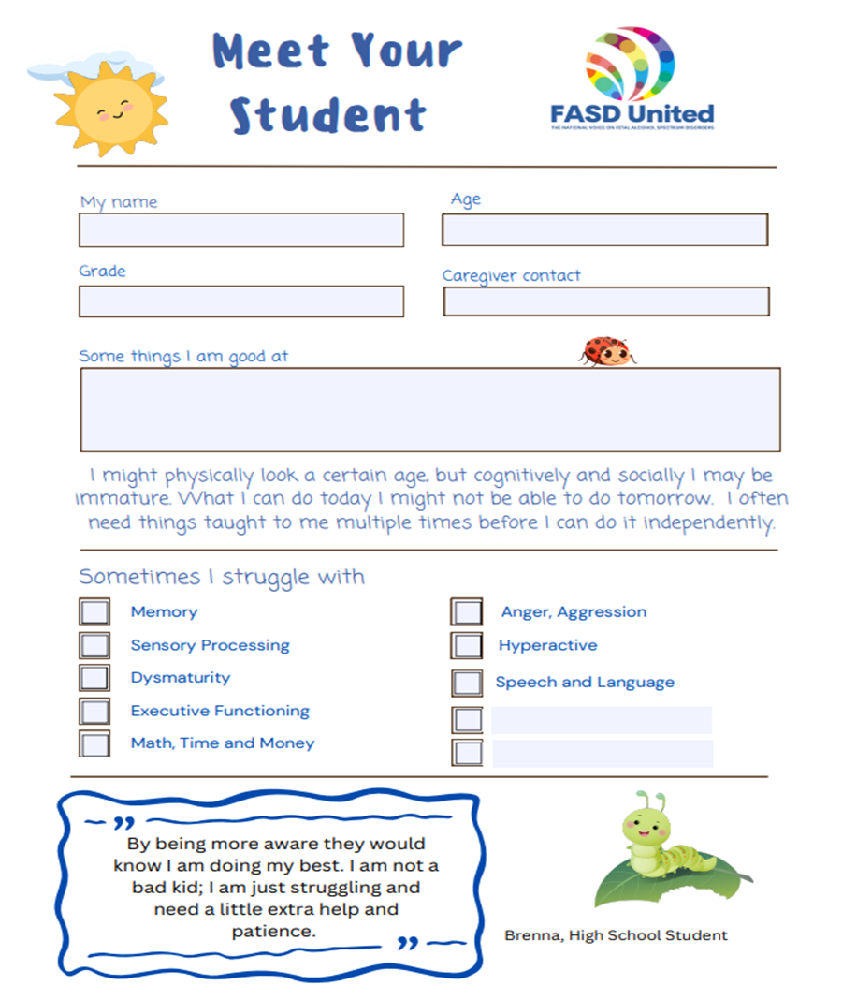 Meet Your
Student
FASD United
THE NATIONAL VOICE ON FETAL ALCOHOL SPECTRUM DISORDERS
My name
Age
Grade
Caregiver contact
Some things I am good at
I might physically look a certain age, but cognitively and socially I may be
immature. What I can do today I might not be able to do tomorrow. I often
need things taught to me multiple times before I can do it independently.
Sometimes I struggle with
Memory
Sensory Processing
Dysmaturity
Executive Functioning
Math, Time and Money
Anger, Aggression
Hyperactive
Speech and Language
”
By being more aware they would
know I am doing my best. I am not a
bad kid; I am just struggling and
need a little extra help and
patience.
”
Brenna, High School Student